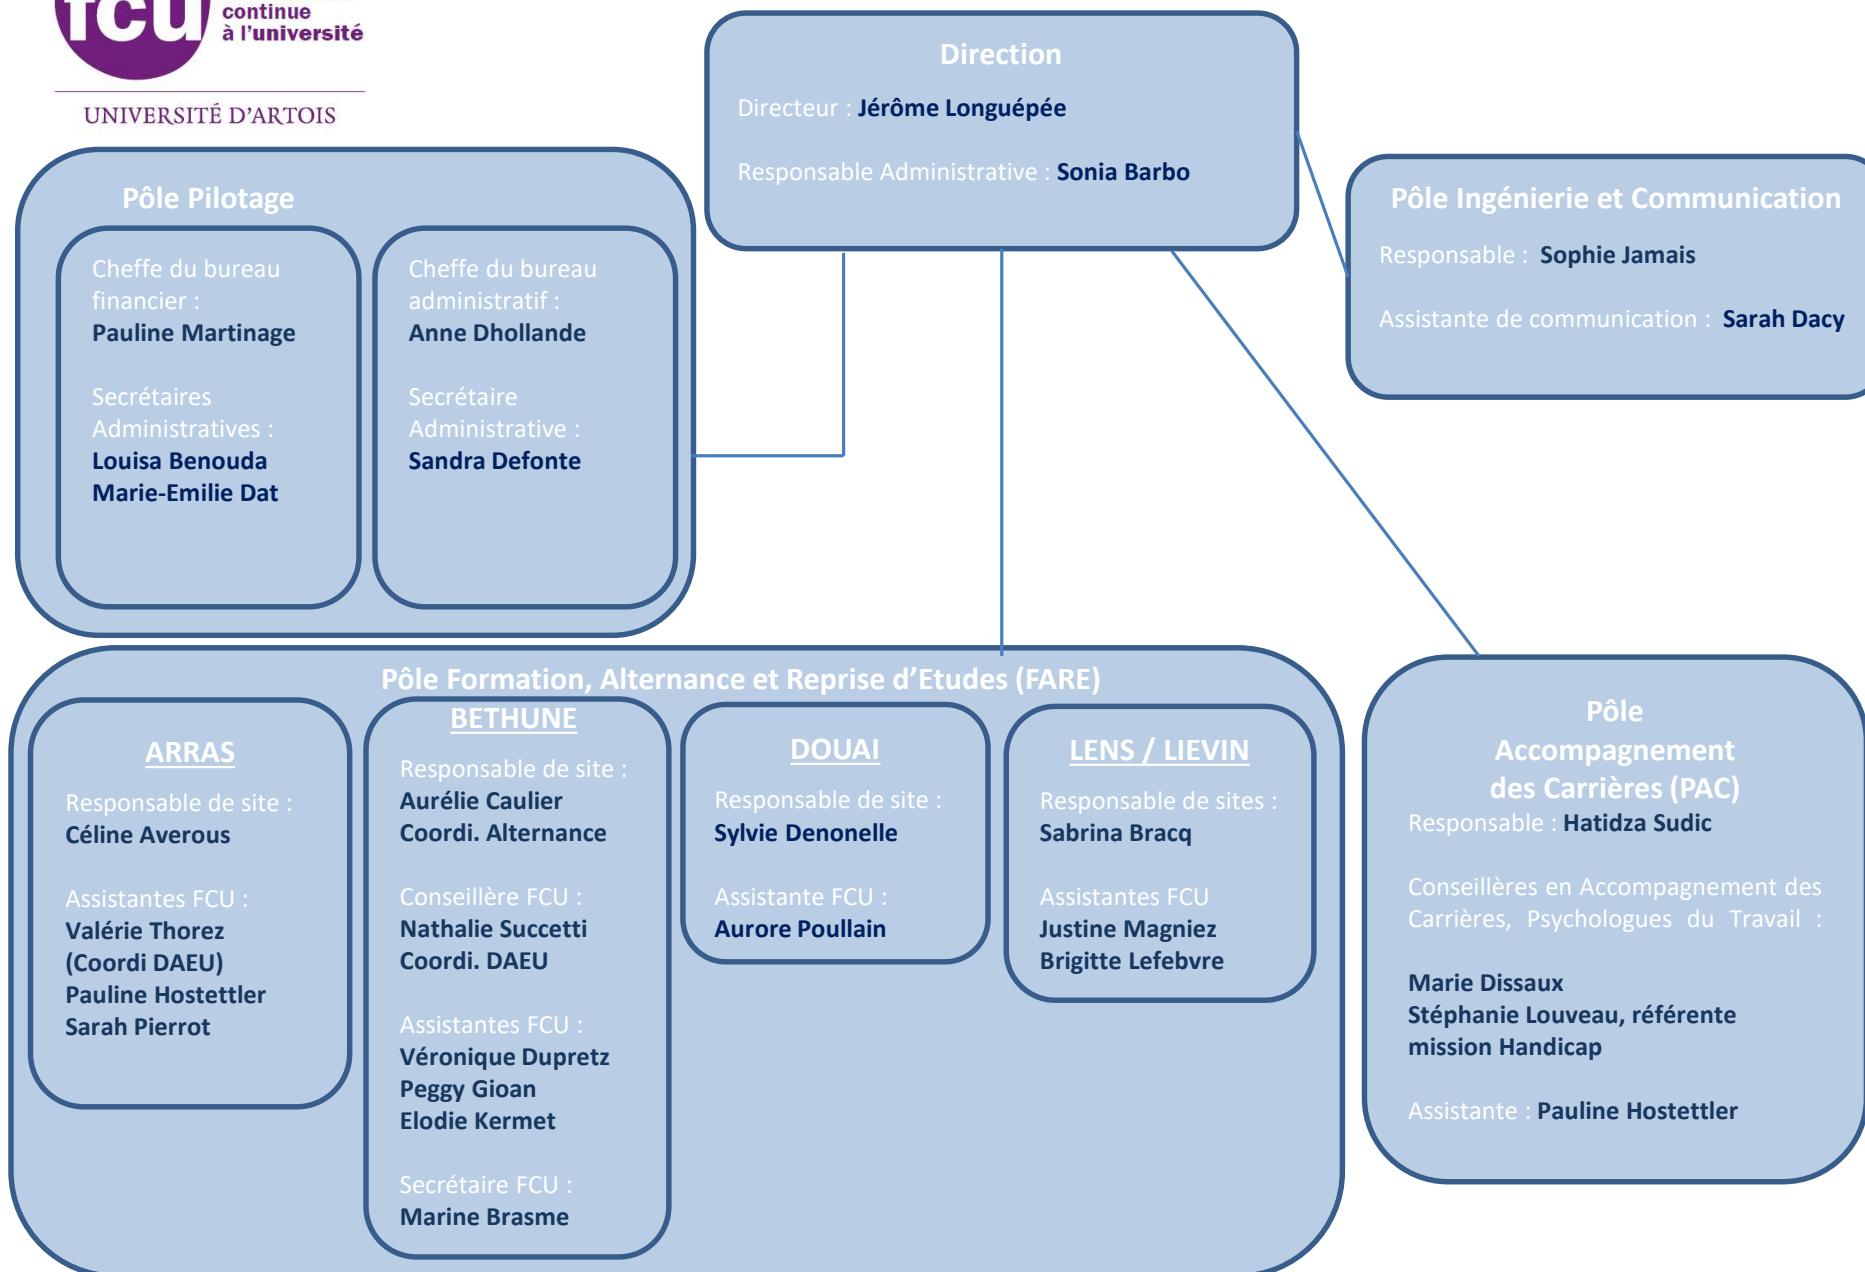 fcu
continue
à l'université
UNIVERSITÉ D'ARTOIS
Direction
Directeur : Jérôme Longuépée
Responsable Administrative : Sonia Barbo
Pôle Pilotage
Cheffe du bureau
financier :
Pauline Martinage
Secrétaires
Administratives :
Louisa Benouda
Marie-Emilie Dat
Cheffe du bureau
administratif :
Anne Dhollande
Secrétaire
Administrative :
Sandra Defonte
Pôle Ingénierie et Communication
Responsable : Sophie Jamais
Assistante de communication : Sarah Dacy
Pôle Formation, Alternance et Reprise d’Etudes (FARE)
ARRAS
Responsable de site :
Céline Averous
Assistantes FCU :
Valérie Thorez
(Coordi DAEU)
Pauline Hostettler
Sarah Pierrot
BETHUNE
Responsable de site :
Aurélie Caulier
Coordi. Alternance
Conseillère FCU :
Nathalie Succetti
Coordi. DAEU
Assistantes FCU :
Véronique Dupretz
Peggy Gioan
Elodie Kermet
Secrétaire FCU :
Marine Brasme
DOUAI
Responsable de site :
Sylvie Denonelle
Assistante FCU :
Aurore Poullain
LENS / LIEVIN
Responsable de sites :
Sabrina Bracq
Assistantes FCU
Justine Magniez
Brigitte Lefebvre
Pôle
Accompagnement
des Carrières (PAC)
Responsable : Hatidza Sudic
Conseillères en Accompagnement des
Carrières, Psychologues du Travail :
Marie Dissaux
Stéphanie Louveau, référente
mission Handicap
Assistante : Pauline Hostettler